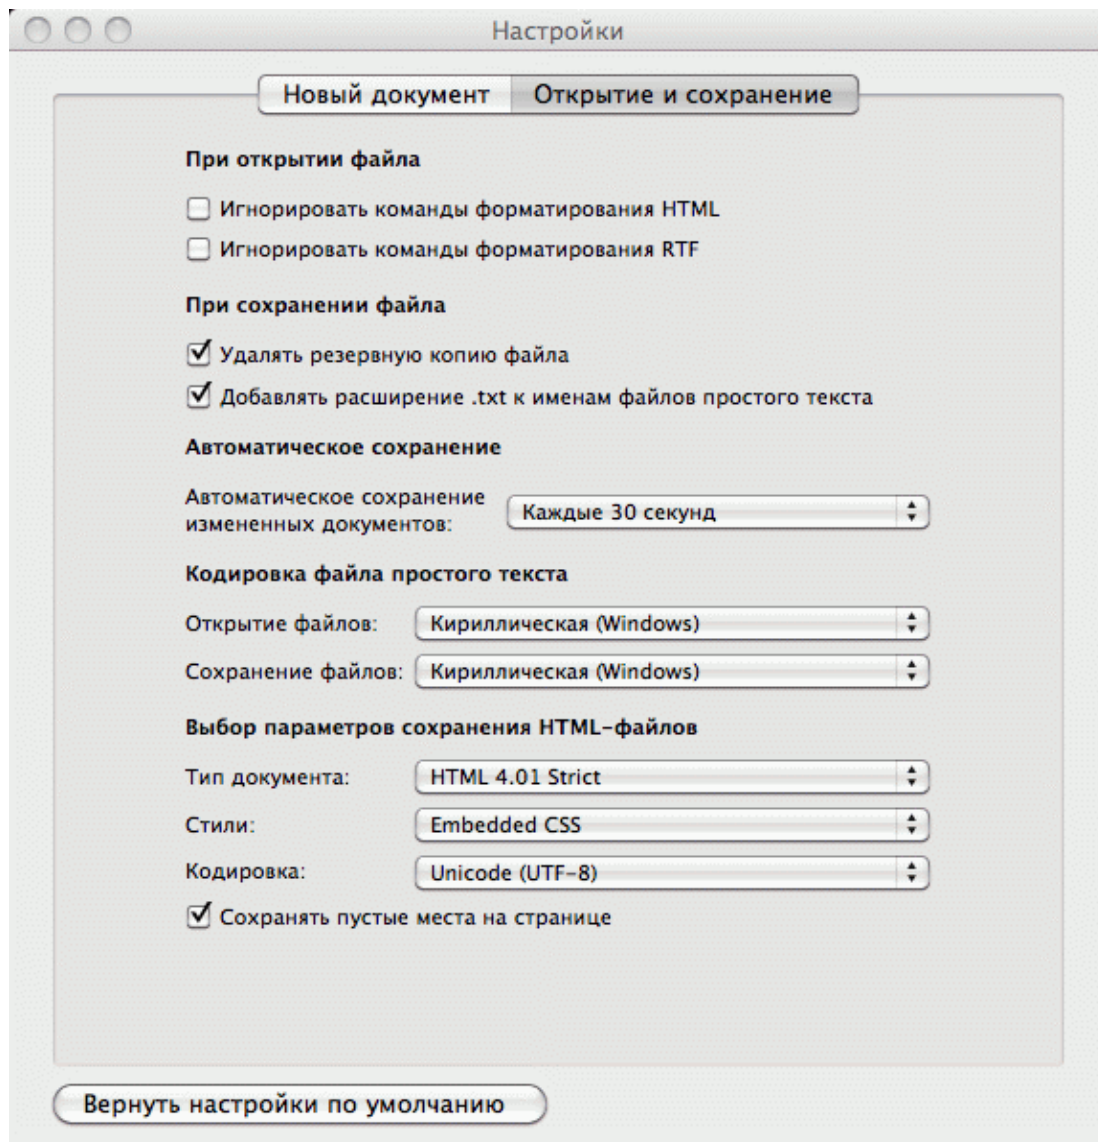 Настройки
Новый документ
Открытие и сохранение
При открытии файла
Игнорировать команды форматирования HTML
Игнорировать команды форматирования RTF
При сохранении файла
Удалять резервную копию файла
Добавлять расширение .txt к именам файлов простого текста
Автоматическое сохранение
Автоматическое сохранение
измененных документов:
Каждые 30 секунд
Кодировка файла простого текста
Открытие файлов:
Кириллическая (Windows)
Сохранение файлов:
Кириллическая (Windows)
Выбор параметров сохранения HTML-файлов
Тип документа:
HTML 4.01 Strict
Стили:
Embedded CSS
Кодировка:
Unicode (UTF-8)
Сохранять пустые места на странице
Вернуть настройки по умолчанию